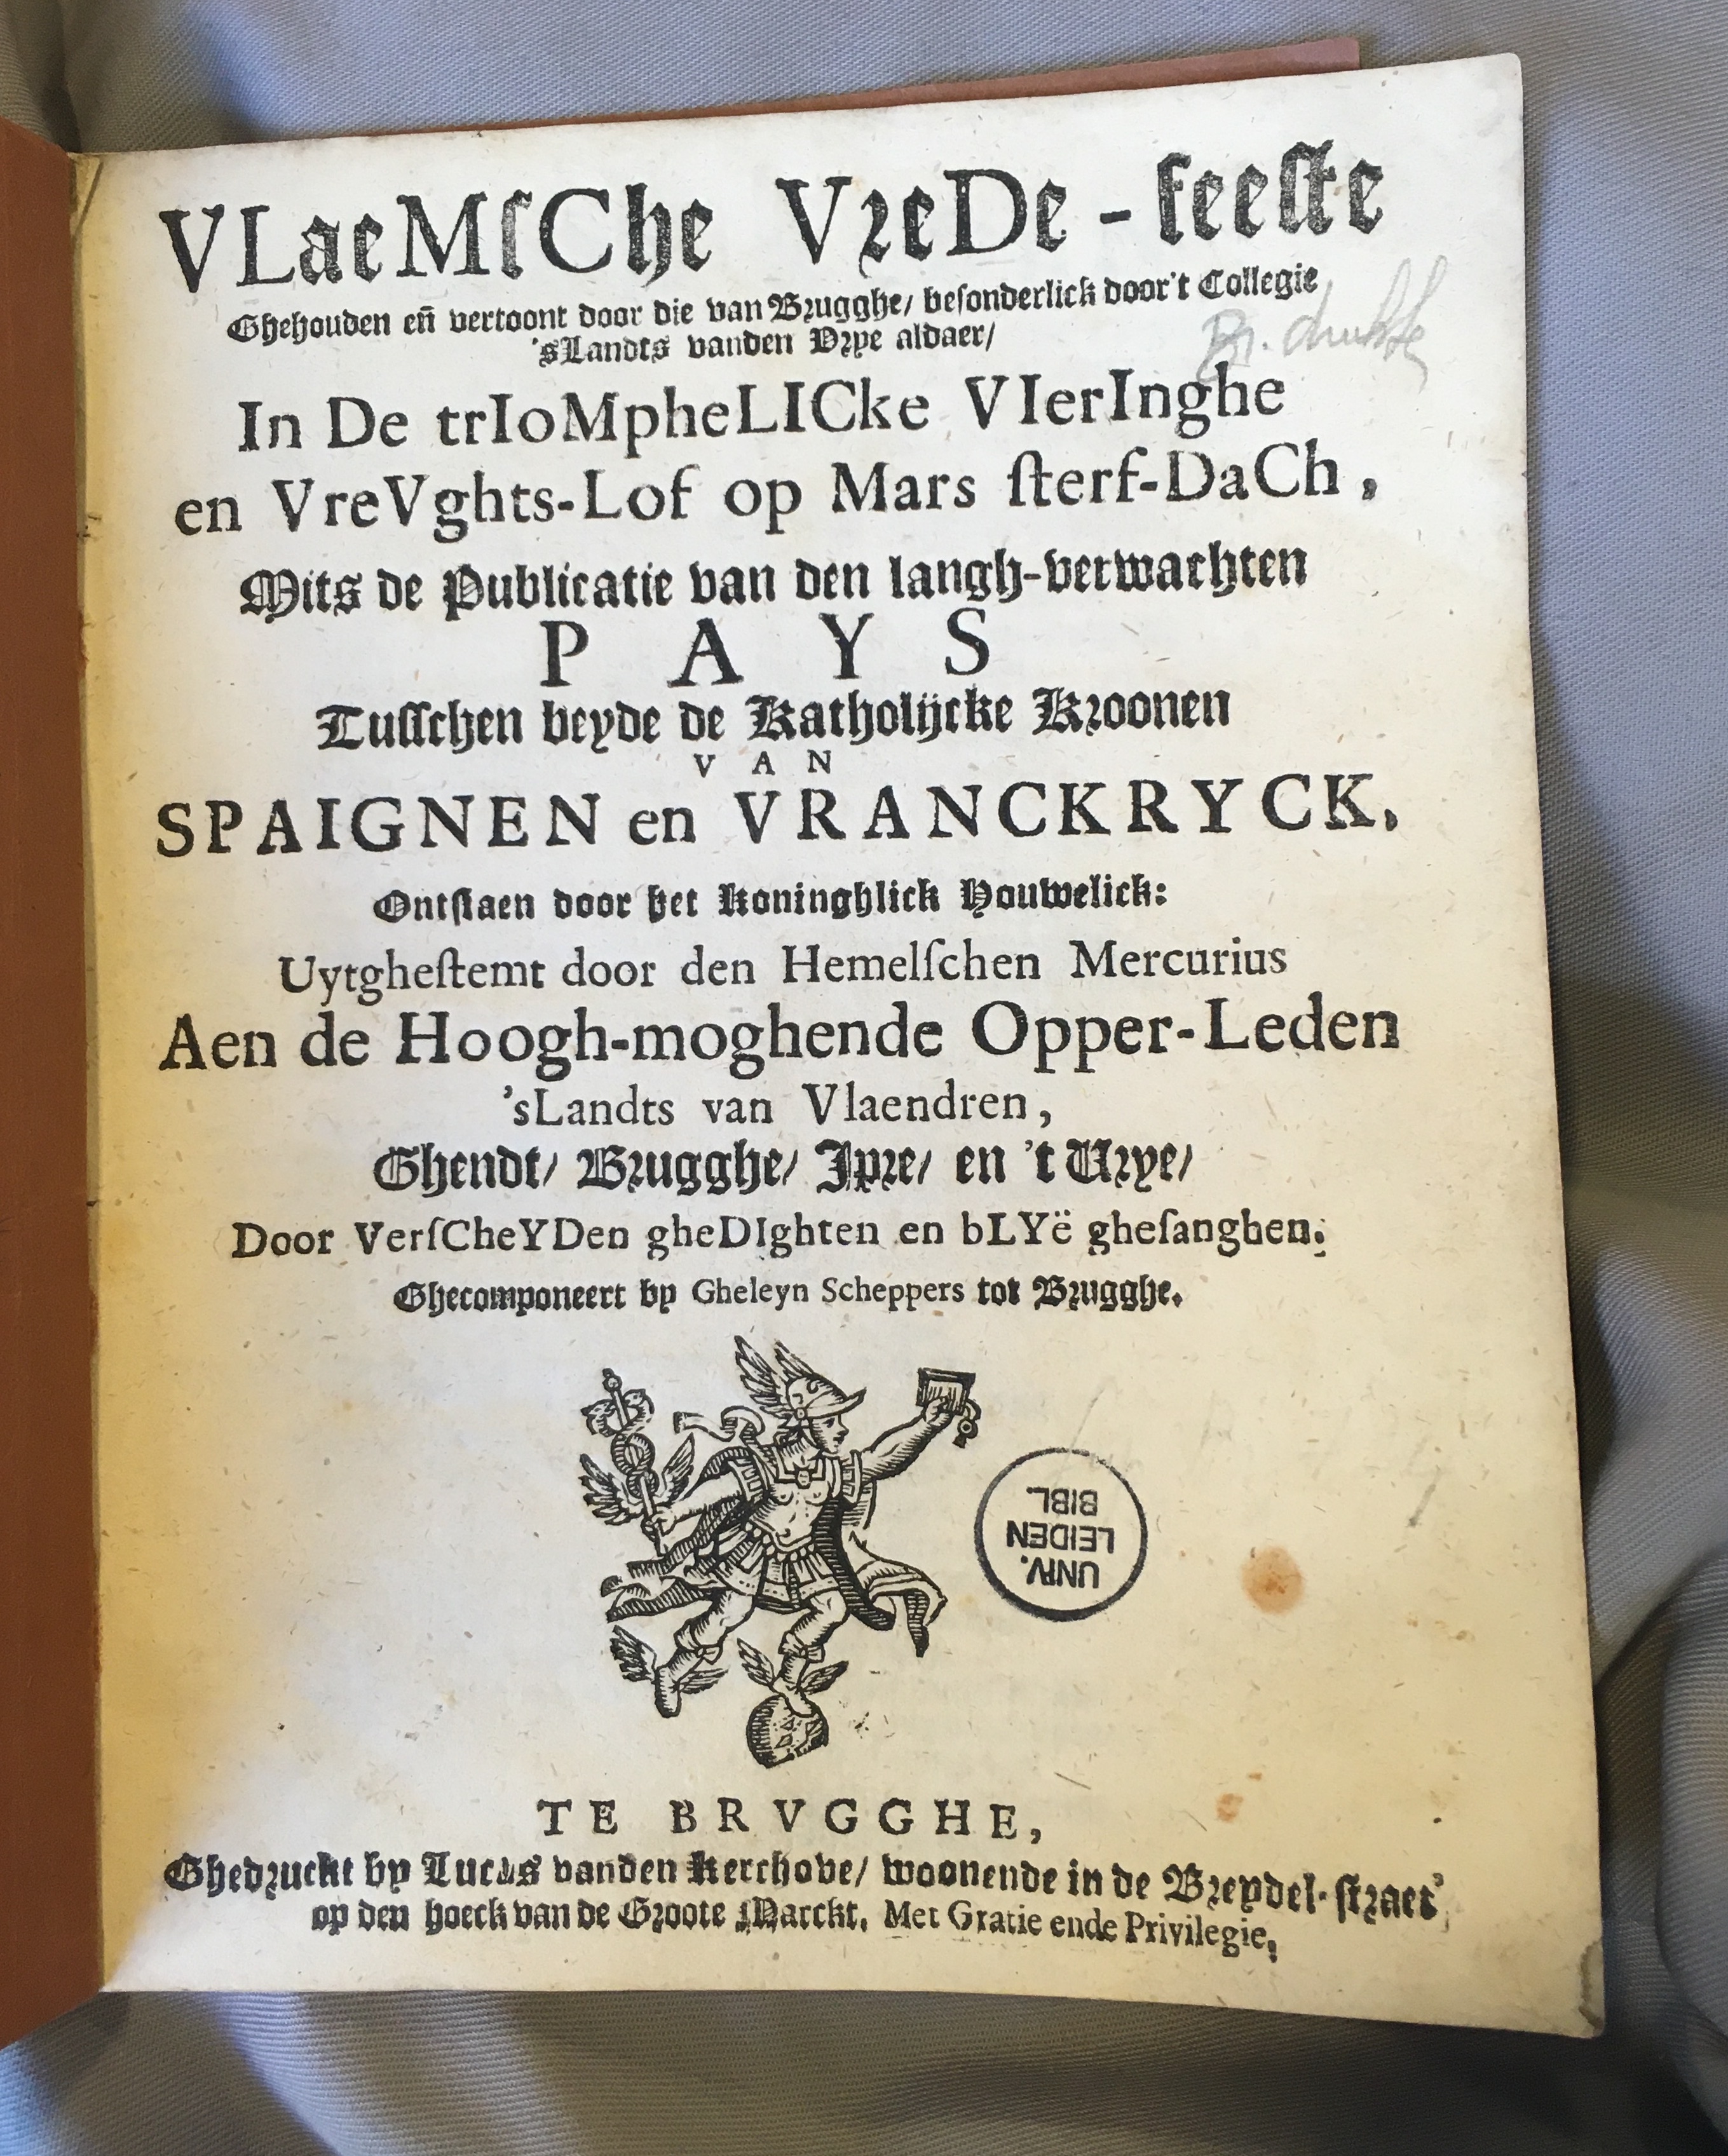 VLaeMſChe VreDe-feeſte
Ghehouden eñ vertoont door die van Brugghe/ beſonderlick door't Collegie
'sLandts vanden Vrye aldaer/
In De trIoMpheLICke VIerInghe
en VreVghts-Lof op Mars ſterf-DaCh,
Mits de Publicatie van den langh-verwachten
PAYS
Tuſſchen beyde de Katholijcke Kroonen
VAN
SPAIGNEN en VRANCKRYCK,
Ontſtaen door het Koninghlick Houwelick:
Uytgheſtemt door den Hemelſchen Mercurius
Aen de Hoogh-moghende Opper-Leden
'sLandts van Vlaendren,
Ghendt/ Brugghe/ Ipre/ en 't Vrye/
Door VerſCheYDen gheDIghten en bLYë gheſanghen.
Ghecomponeert by Gheleyn Scheppers tot Brugghe.
UNIV.
LEIDEN
BIBL.
TE BRVGGHE,
Ghedruckt by Lucas vanden Kerchove/ woonende in de Breydel-ſtraet
op den hoeck van de Groote Marckt, Met Gratie ende Privilegie,